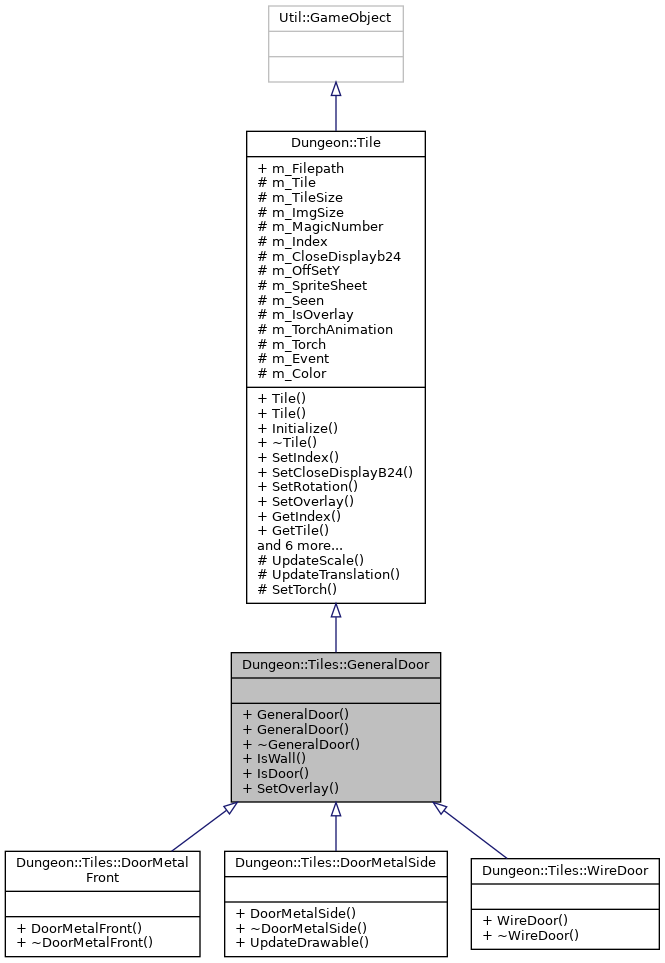 Util::GameObject
Dungeon::Tile
+ m_Filepath
# m_Tile
# m_TileSize
# m_ImgSize
# m_MagicNumber
# m_Index
# m_CloseDisplayb24
# m_OffSetY
# m_SpriteSheet
# m_Seen
# m_IsOverlay
# m_TorchAnimation
# m_Torch
# m_Event
# m_Color
+ Tile()
+ Tile()
+ Initialize()
+ ~Tile()
+ SetIndex()
+ SetCloseDisplayB24()
+ SetRotation()
+ SetOverlay()
+ GetIndex()
+ GetTile()
and 6 more...
# UpdateScale()
# UpdateTranslation()
# SetTorch()
Dungeon::Tiles::GeneralDoor
+ GeneralDoor()
+ GeneralDoor()
+ ~GeneralDoor()
+ IsWall()
+ IsDoor()
+ SetOverlay()
Dungeon::Tiles::DoorMetal
Front
+ DoorMetalFront()
+ ~DoorMetalFront()
Dungeon::Tiles::DoorMetalSide
+ DoorMetalSide()
+ ~DoorMetalSide()
+ UpdateDrawable()
Dungeon::Tiles::WireDoor
+ WireDoor()
+ ~WireDoor()